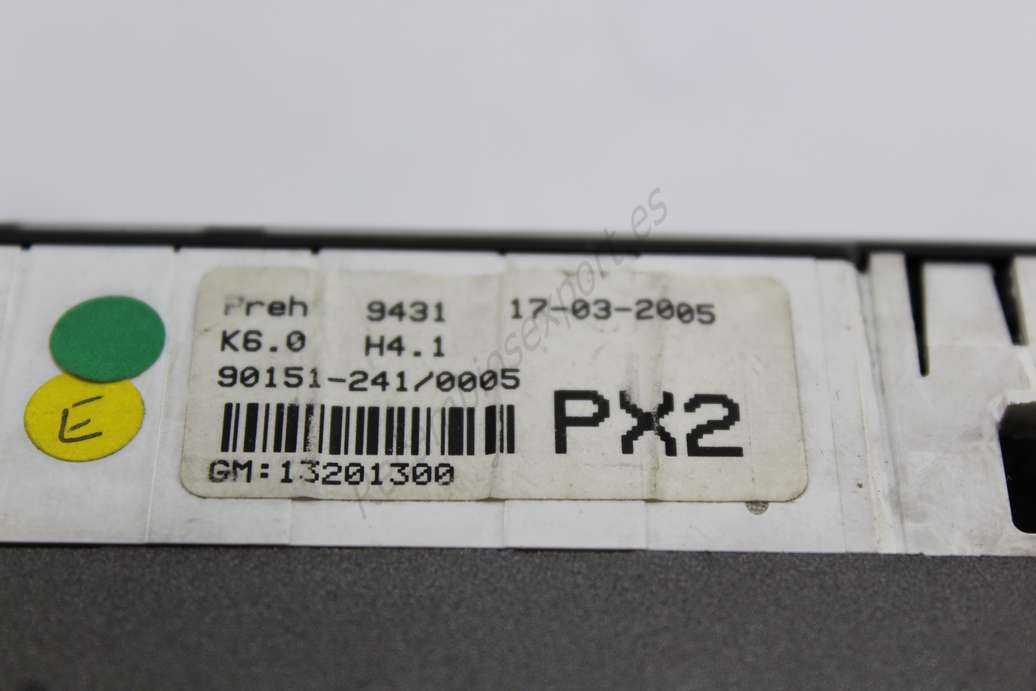 Preh 9431 17-03-2005
K6.0 H4.1
90151-241/0005
PX2
GM:13201300
E